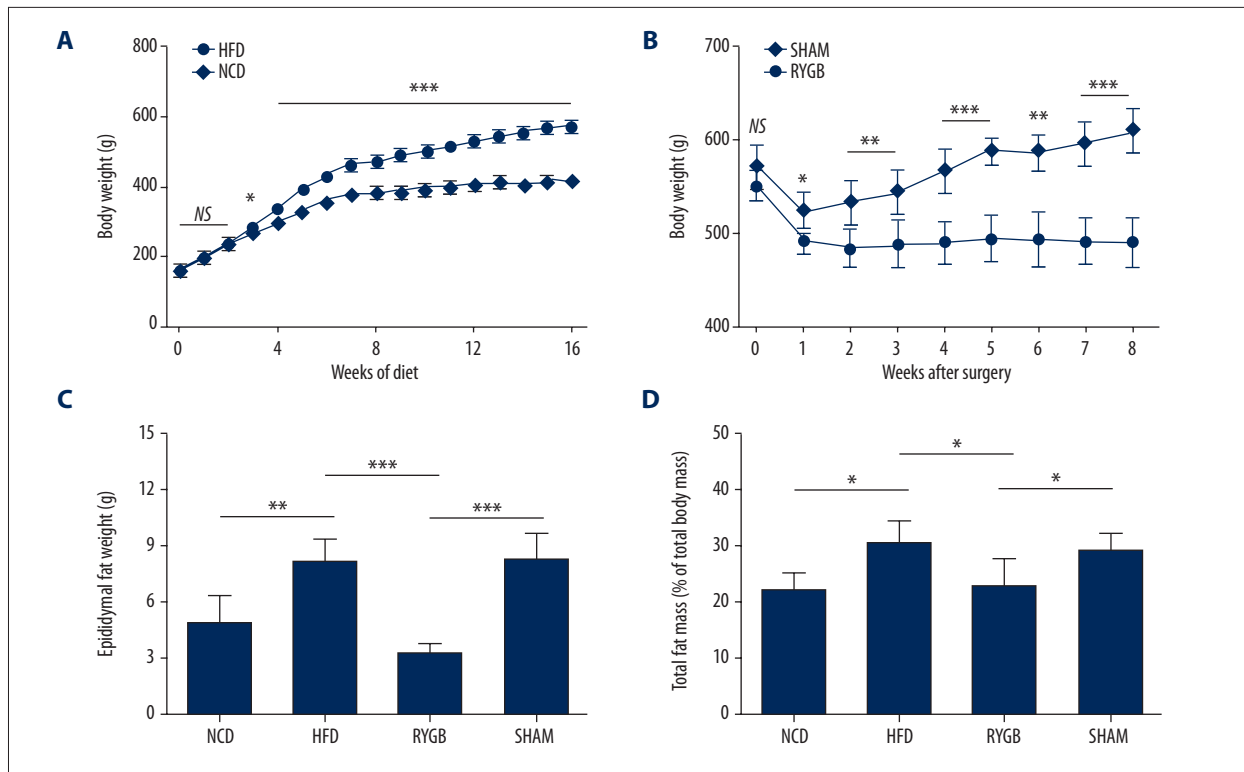 A
HFD
NCD
800
600
400
200
0
Body weight (g)
NS
*
***
0 4 8 12 16
Weeks of diet
B
SHAM
RYGB
700
600
500
400
Body weight (g)
NS
*
**
***
**
***
0 1 2 3 4 5 6 7 8
Weeks after surgery
C
15
12
9
6
3
0
Epididymal fat weight (g)
**
***
***
NCD HFD RYGB SHAM
D
50
40
30
20
10
0
Total fat mass (% of total body mass)
*
*
*
NCD HFD RYGB SHAM